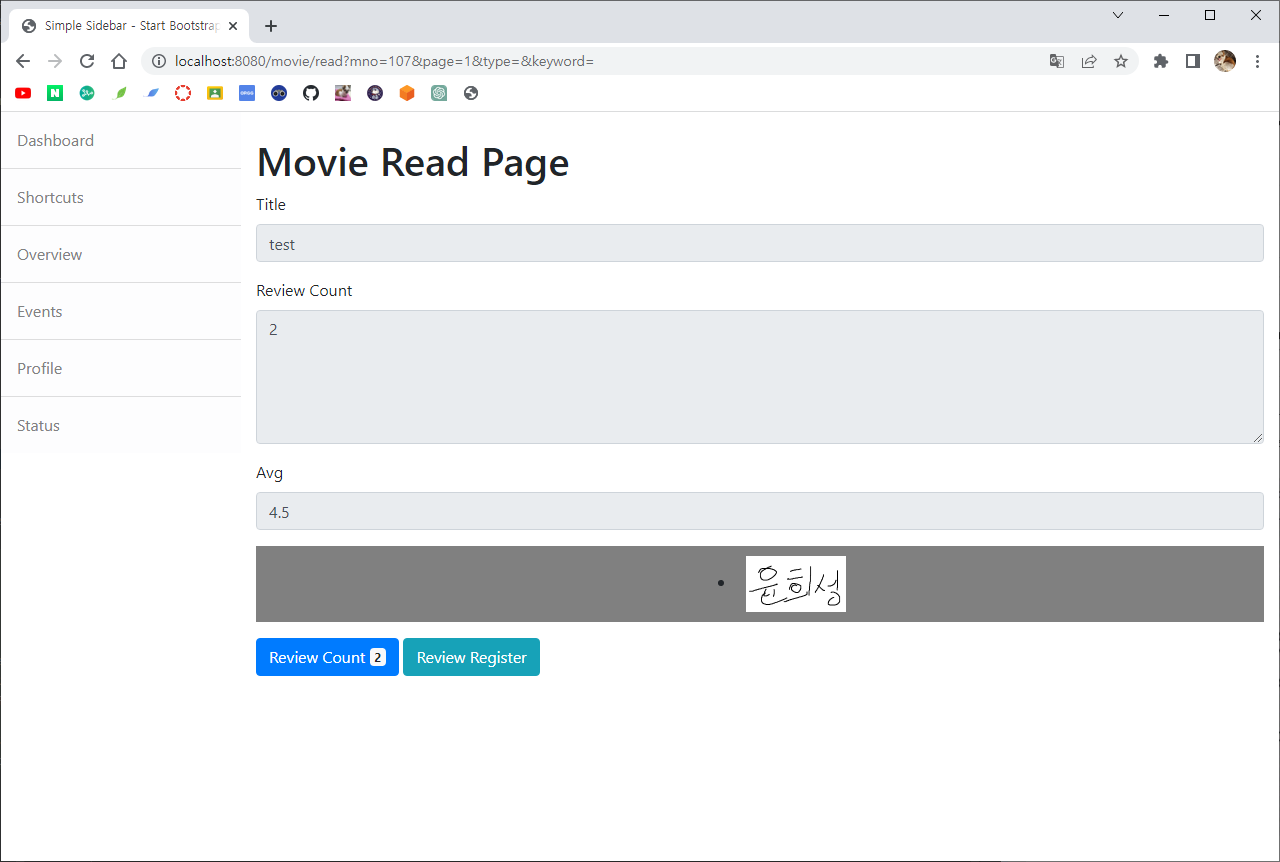 Simple Sidebar - Start Bootstrap
localhost:8080/movie/read?mno=107&page=1&type=&keyword=
Dashboard
Shortcuts
Overview
Events
Profile
Status
Movie Read Page
Title
test
Review Count
2
Avg
4.5
윤희성
Review Count 2
Review Register